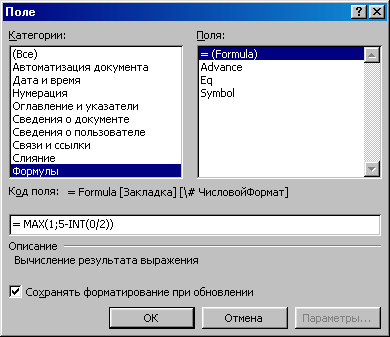 Поле
Категории:
(Все)
Автоматизация документа
Дата и время
Нумерация
Оглавление и указатели
Сведения о документе
Сведения о пользователе
Связи и ссылки
Слияние
Формулы
Поля:
= (Formula)
Advance
Eq
Symbol
Код поля: = Formula [Закладка] [\# ЧисловойФормат]
= MAX(1;5-INT(0/2))
Описание
Вычисление результата выражения
Сохранять форматирование при обновлении
ОК
Отмена
Параметры...